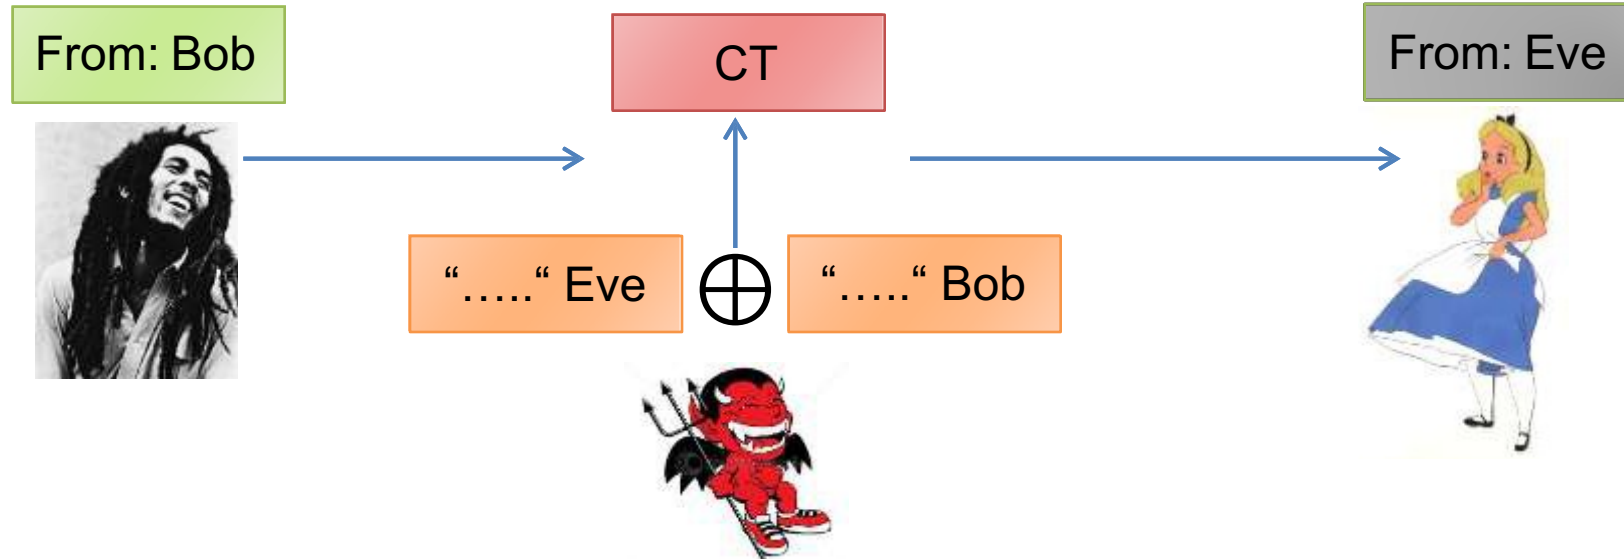 From: Bob
CT
From: Eve
“.....“ Eve
“.....“ Bob